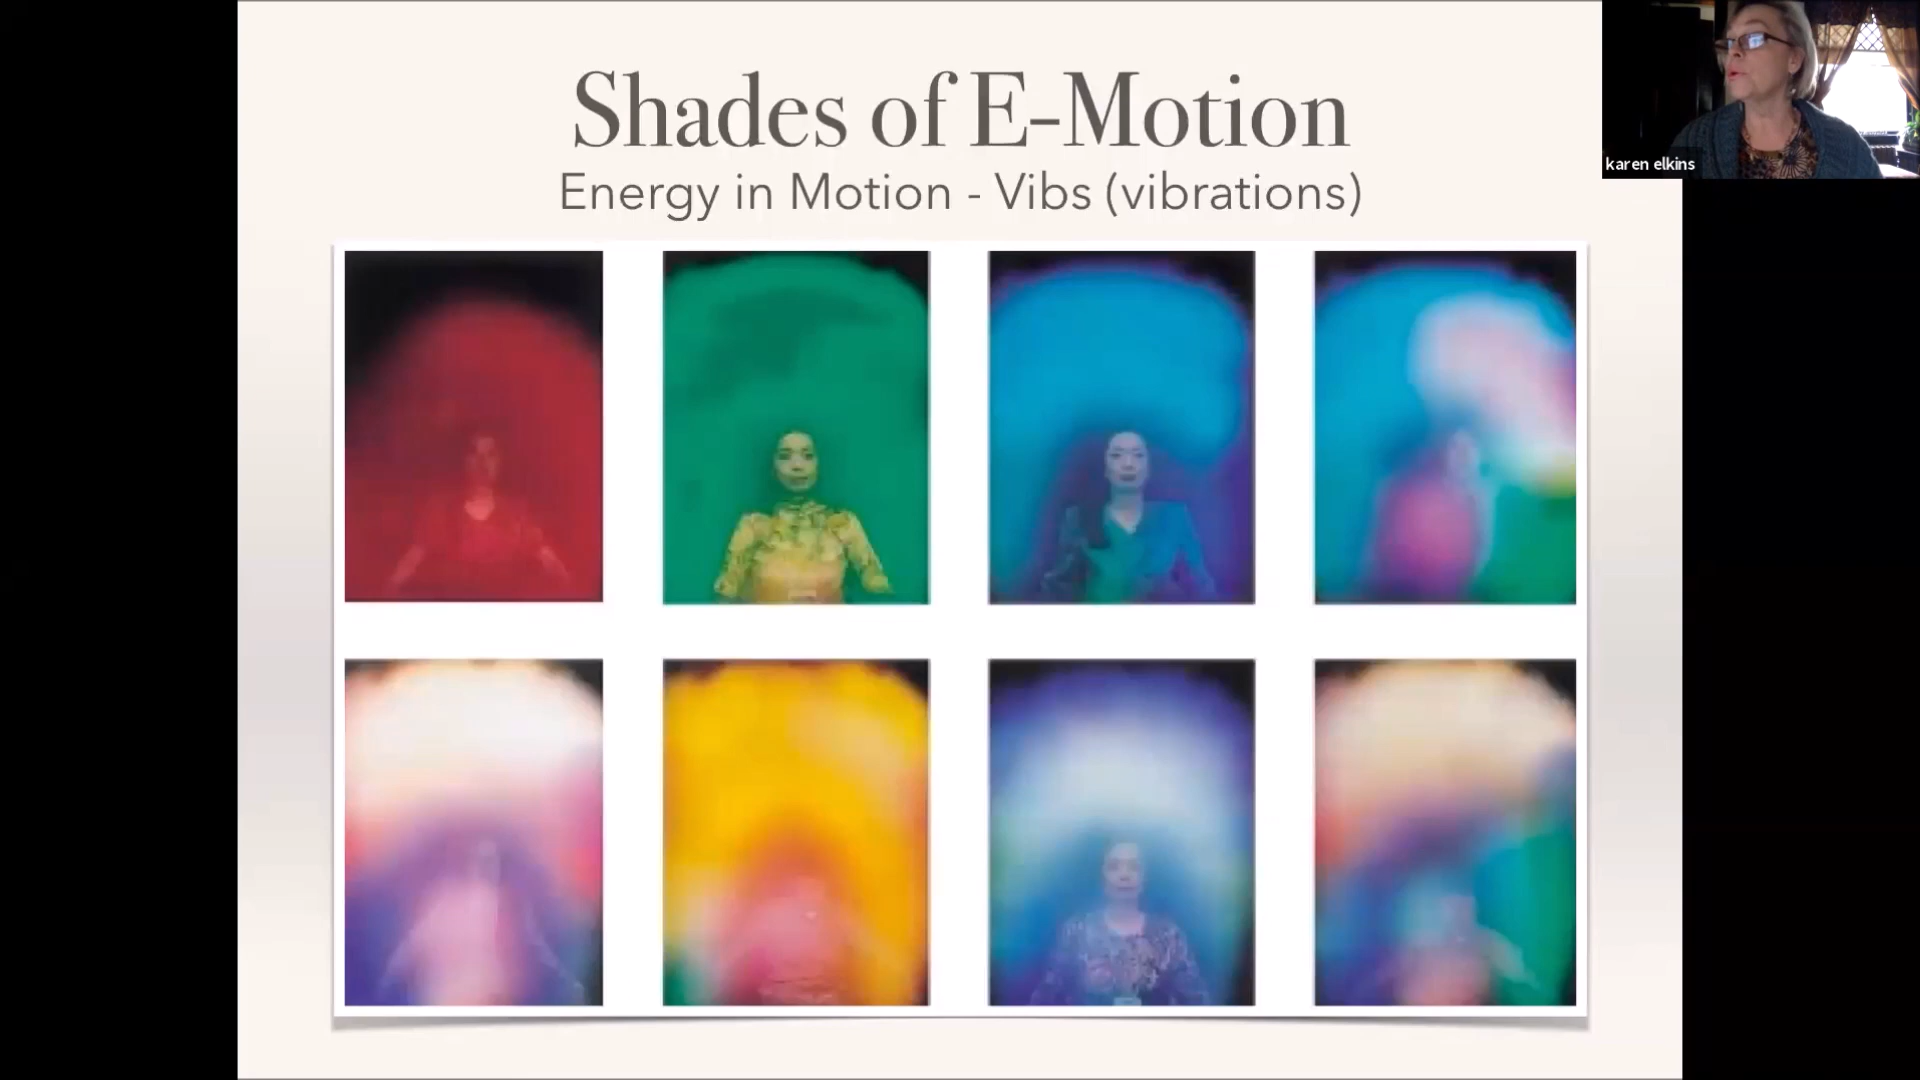 Shades of E-Motion
Energy in Motion - Vibs (vibrations)
karen elkins